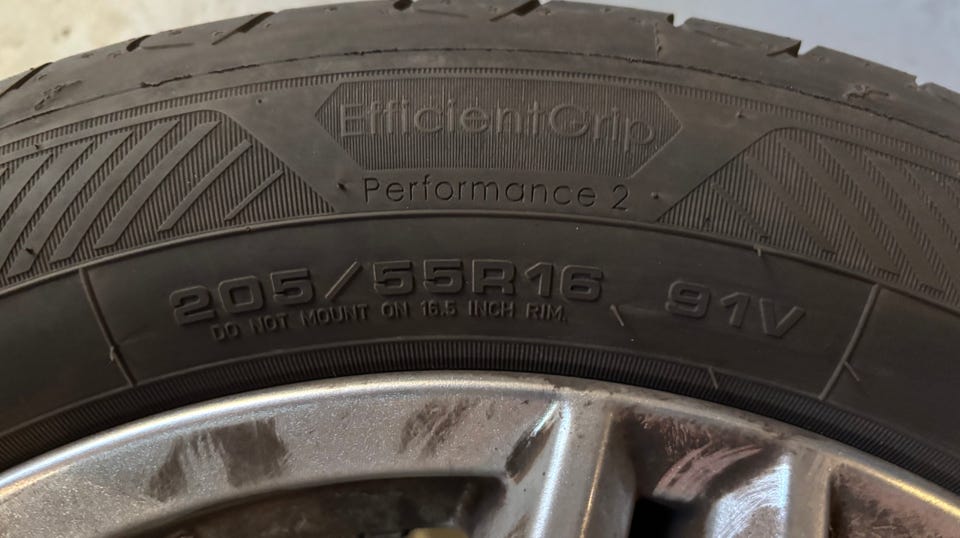 EfficientGrip
Performance 2
205/55R16 91V
DO NOT MOUNT ON 16.5 INCH RIM.